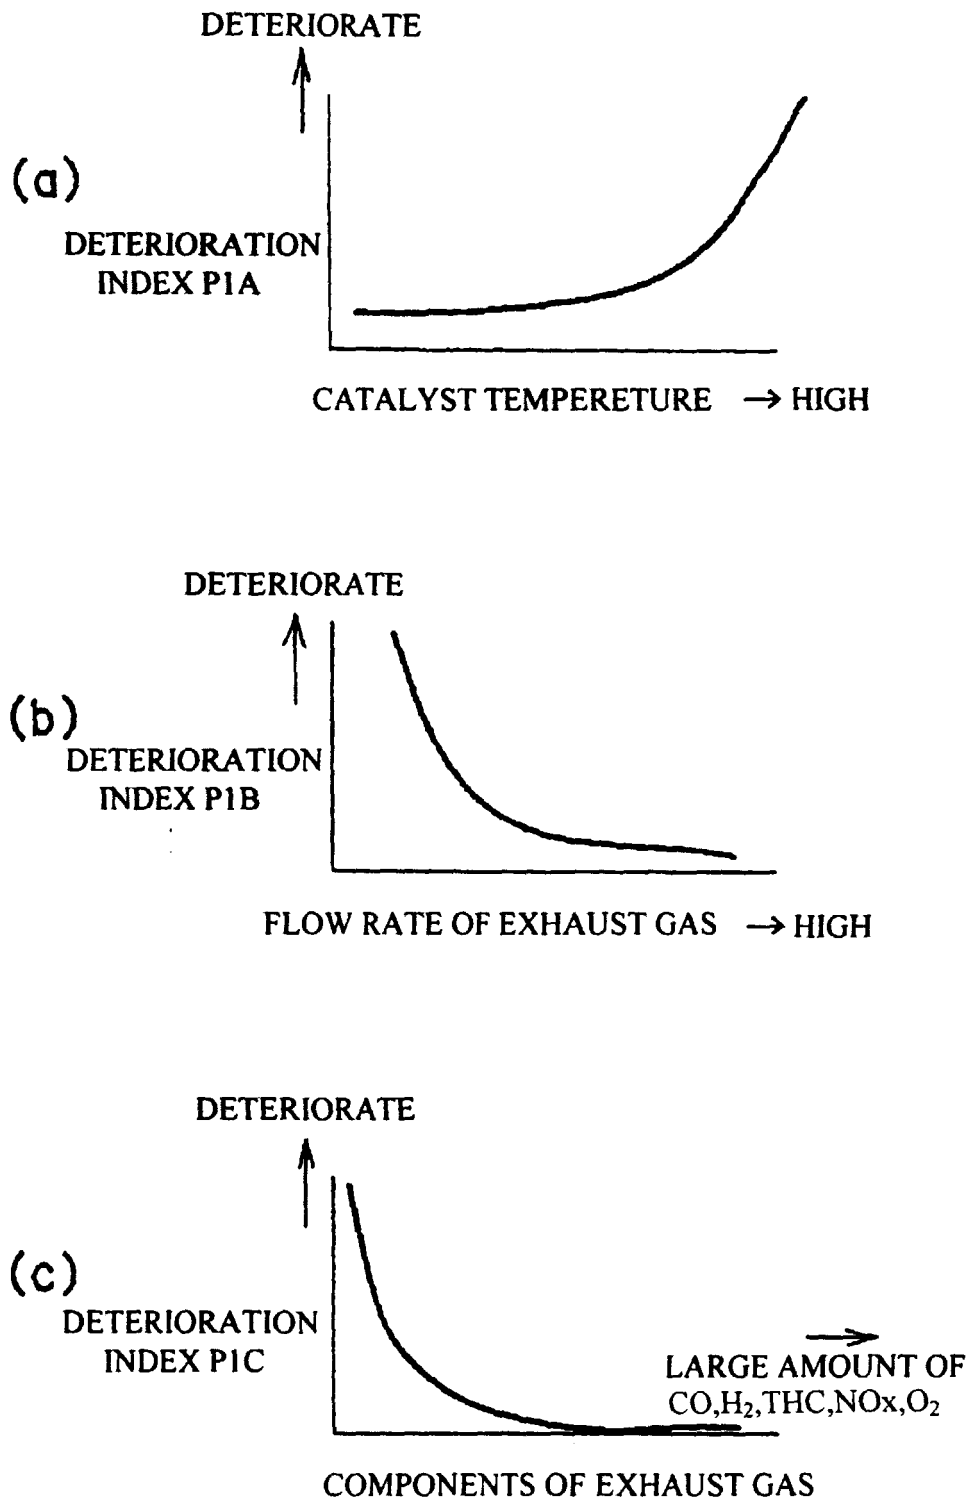 DETERIORATE
(a)
DETERIORATION
INDEX P1A
CATALYST TEMPERETURE → HIGH
DETERIORATE
(b)
DETERIORATION
INDEX P1B
FLOW RATE OF EXHAUST GAS → HIGH
DETERIORATE
(c)
DETERIORATION
INDEX P1C
LARGE AMOUNT OF
CO,H₂,THC,NOx,O₂
COMPONENTS OF EXHAUST GAS